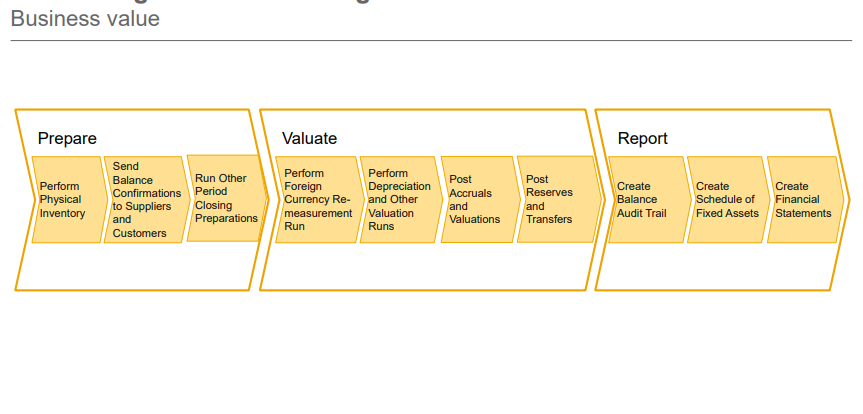 Business value
Prepare
Perform
Physical
Inventory
Send
Balance
Confirmations
to Suppliers
and
Customers
Run Other
Period
Closing
Preparations
Valuate
Perform
Foreign
Currency Re-
measurement
Run
Perform
Depreciation
and Other
Valuation
Runs
Post
Accruals
and
Valuations
Post
Reserves
and
Transfers
Report
Create
Balance
Audit Trail
Create
Schedule of
Fixed Assets
Create
Financial
Statements